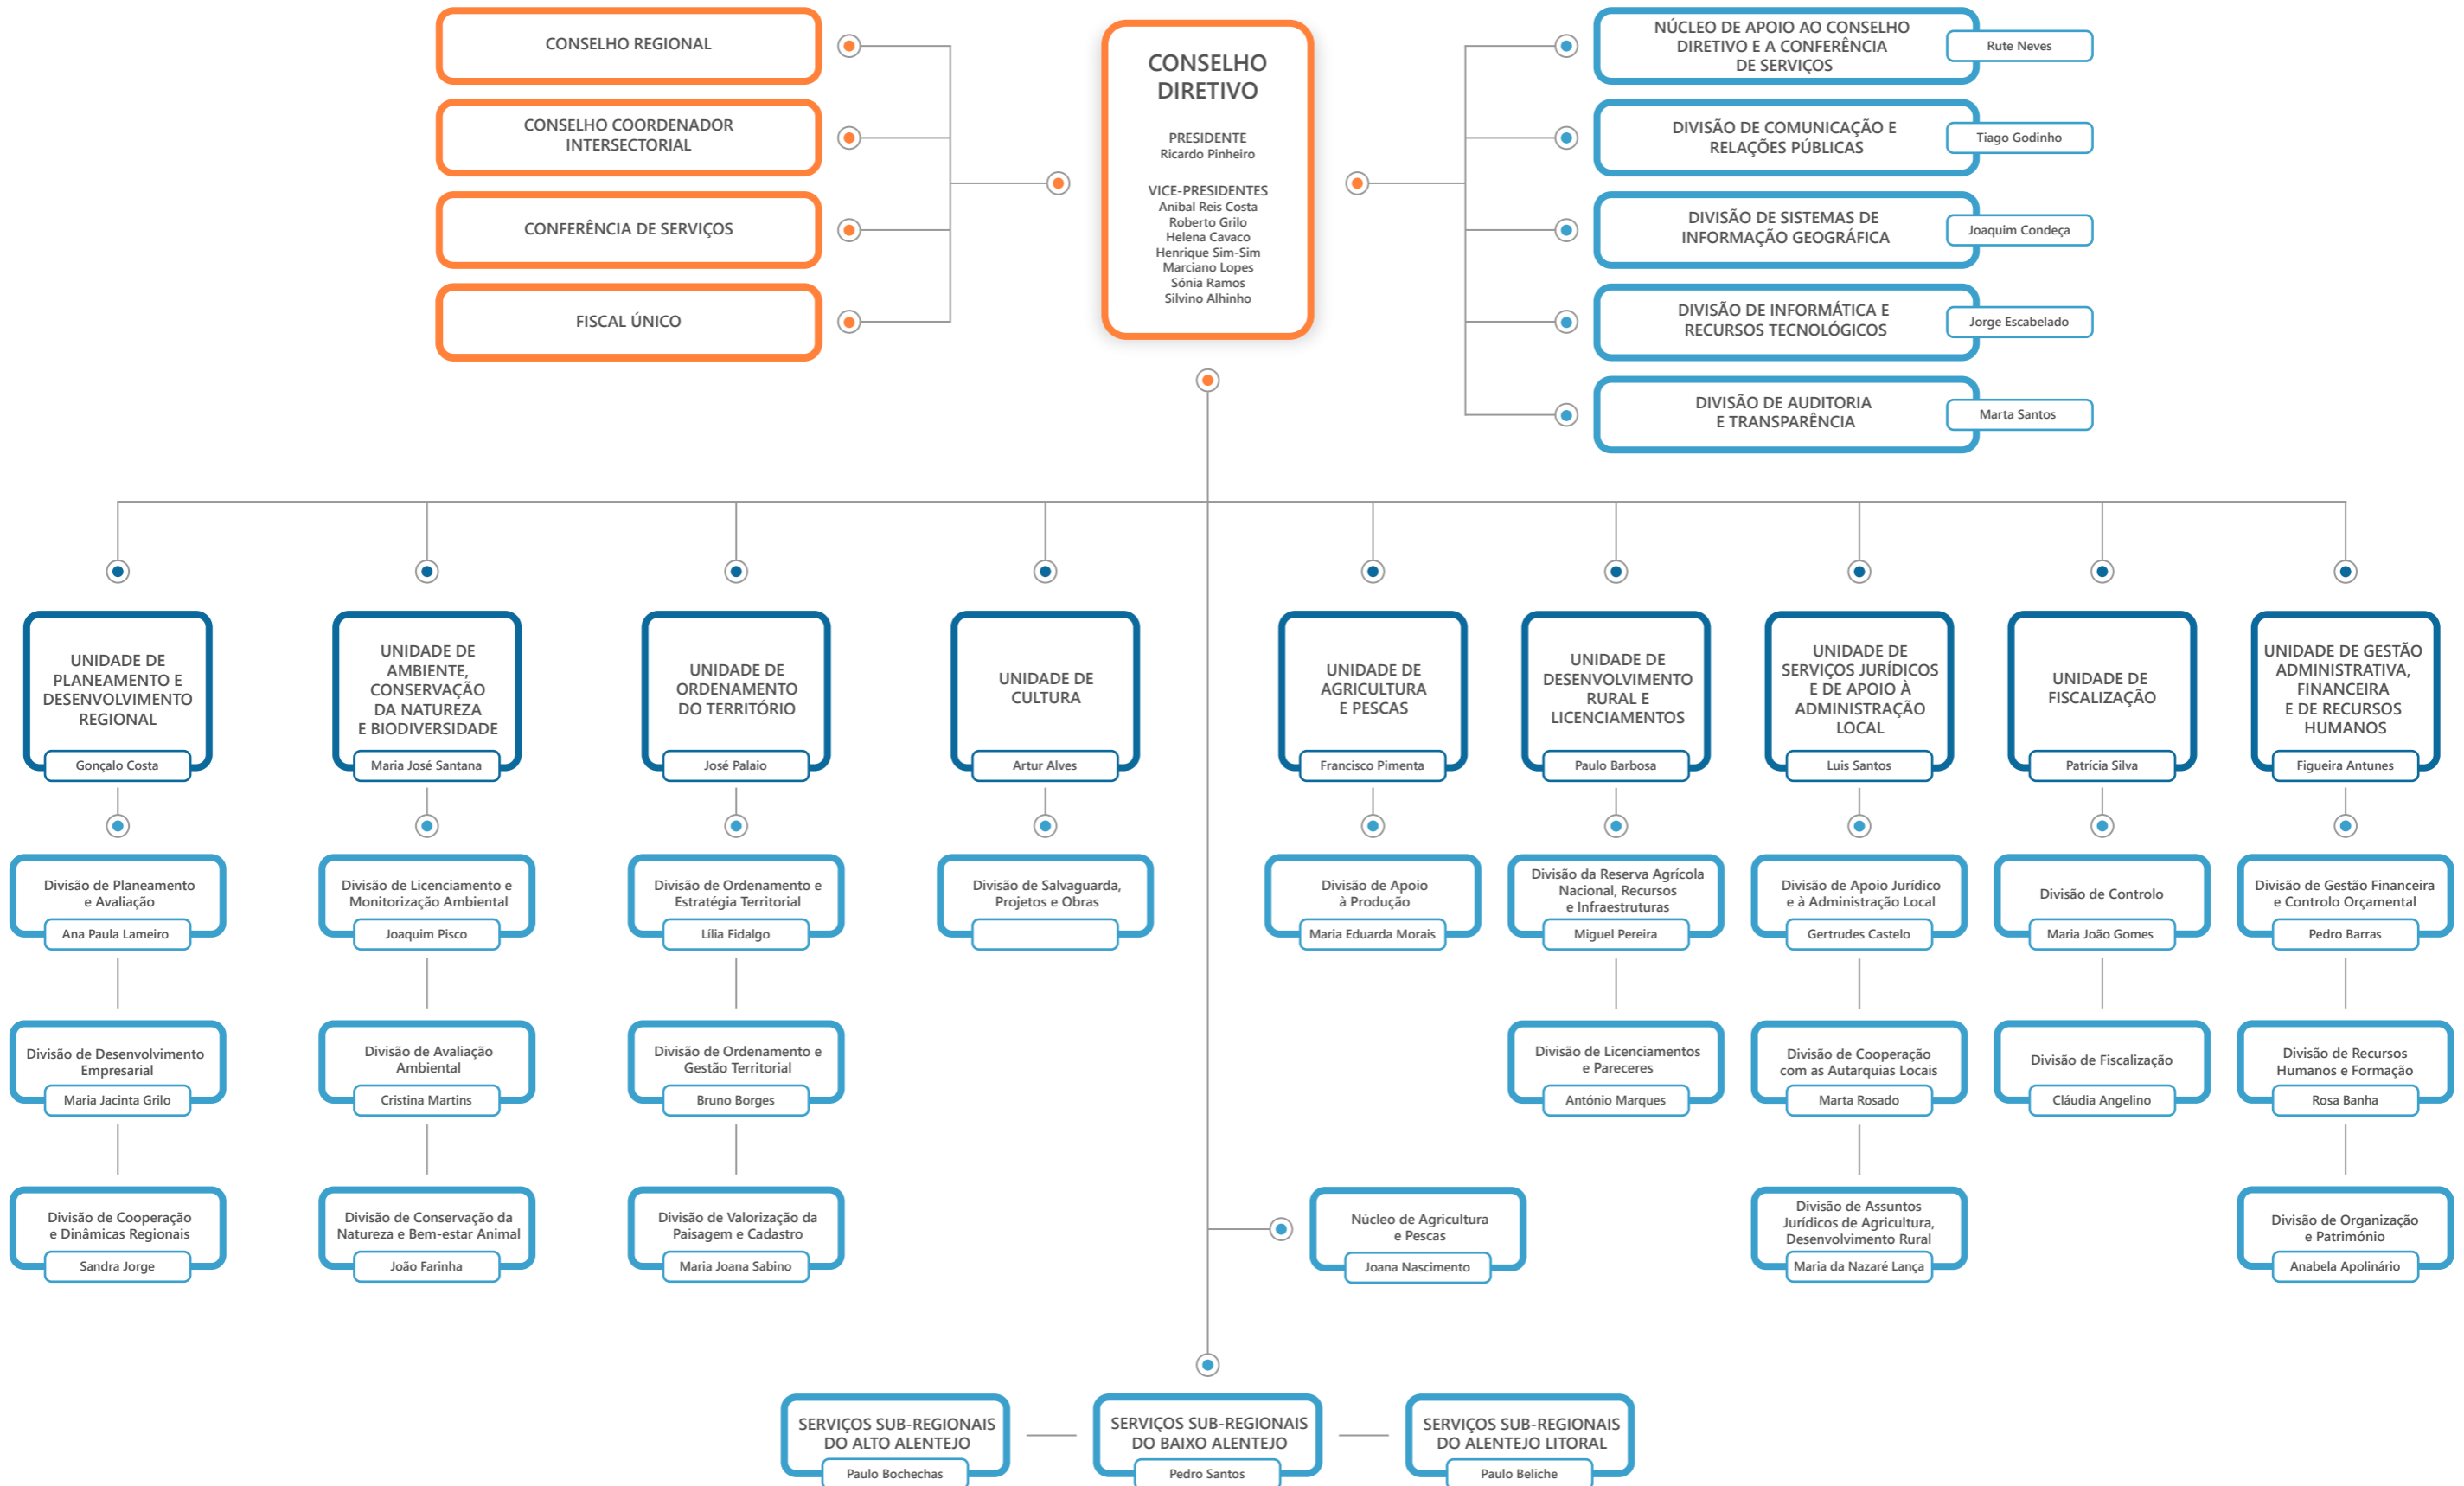 CONSELHO REGIONAL
CONSELHO COORDENADOR
INTERSECTORIAL
CONFERÊNCIA DE SERVIÇOS
FISCAL ÚNICO
CONSELHO
DIRETIVO
PRESIDENTE
Ricardo Pinheiro
VICE-PRESIDENTES
Aníbal Reis Costa
Roberto Grilo
Helena Cavaco
Henrique Sim-Sim
Marciano Lopes
Sónia Ramos
Silvino Alhinho
NÚCLEO DE APOIO AO CONSELHO
DIRETIVO E A CONFERÊNCIA
DE SERVIÇOS
Rute Neves
DIVISÃO DE COMUNICAÇÃO E
RELAÇÕES PÚBLICAS
Tiago Godinho
DIVISÃO DE SISTEMAS DE
INFORMAÇÃO GEOGRÁFICA
Joaquim Condeça
DIVISÃO DE INFORMÁTICA E
RECURSOS TECNOLÓGICOS
Jorge Escabelado
DIVISÃO DE AUDITORIA
E TRANSPARÊNCIA
Marta Santos
UNIDADE DE
PLANEAMENTO E
DESENVOLVIMENTO
REGIONAL
Gonçalo Costa
UNIDADE DE
AMBIENTE,
CONSERVAÇÃO
DA NATUREZA
E BIODIVERSIDADE
Maria José Santana
UNIDADE DE
ORDENAMENTO
DO TERRITÓRIO
José Palaio
UNIDADE DE
CULTURA
Artur Alves
UNIDADE DE
AGRICULTURA
E PESCAS
Francisco Pimenta
UNIDADE DE
DESENVOLVIMENTO
RURAL E
LICENCIAMENTOS
Paulo Barbosa
UNIDADE DE
SERVIÇOS JURÍDICOS
E DE APOIO À
ADMINISTRAÇÃO
LOCAL
Luis Santos
UNIDADE DE
FISCALIZAÇÃO
Patrícia Silva
UNIDADE DE GESTÃO
ADMINISTRATIVA,
FINANCEIRA
E DE RECURSOS
HUMANOS
Figueira Antunes
Divisão de Planeamento
e Avaliação
Ana Paula Lameiro
Divisão de Licenciamento e
Monitorização Ambiental
Joaquim Pisco
Divisão de Ordenamento e
Estratégia Territorial
Lília Fidalgo
Divisão de Salvaguarda,
Projetos e Obras
Divisão de Apoio
à Produção
Maria Eduarda Morais
Divisão da Reserva Agrícola
Nacional, Recursos
e Infraestruturas
Miguel Pereira
Divisão de Apoio Jurídico
e à Administração Local
Gertrudes Castelo
Divisão de Controlo
Maria João Gomes
Divisão de Gestão Financeira
e Controlo Orçamental
Pedro Barras
Divisão de Desenvolvimento
Empresarial
Maria Jacinta Grilo
Divisão de Avaliação
Ambiental
Cristina Martins
Divisão de Ordenamento e
Gestão Territorial
Bruno Borges
Divisão de Licenciamentos
e Pareceres
António Marques
Divisão de Cooperação
com as Autarquias Locais
Marta Rosado
Divisão de Fiscalização
Cláudia Angelino
Divisão de Recursos
Humanos e Formação
Rosa Banha
Divisão de Cooperação
e Dinâmicas Regionais
Sandra Jorge
Divisão de Conservação da
Natureza e Bem-estar Animal
João Farinha
Divisão de Valorização da
Paisagem e Cadastro
Maria Joana Sabino
Núcleo de Agricultura
e Pescas
Joana Nascimento
Divisão de Assuntos
Jurídicos de Agricultura,
Desenvolvimento Rural
Maria da Nazaré Lança
Divisão de Organização
e Património
Anabela Apolinário
SERVIÇOS SUB-REGIONAIS
DO ALTO ALENTEJO
Paulo Bochechas
SERVIÇOS SUB-REGIONAIS
DO BAIXO ALENTEJO
Pedro Santos
SERVIÇOS SUB-REGIONAIS
DO ALENTEJO LITORAL
Paulo Beliche